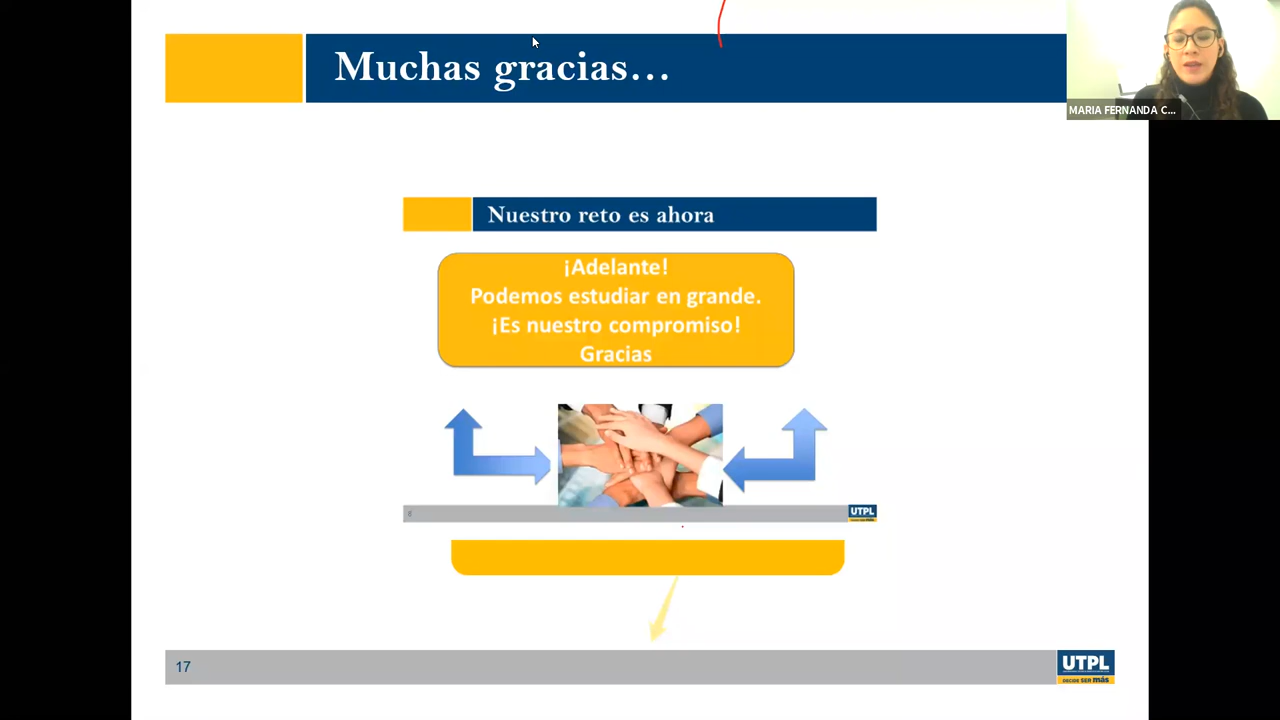 Muchas gracias...
MARIA FERNANDA C...
Nuestro reto es ahora
¡Adelante!
Podemos estudiar en grande.
¡Es nuestro compromiso!
Gracias
UTPL
17
UTPL
DECIDE SER más